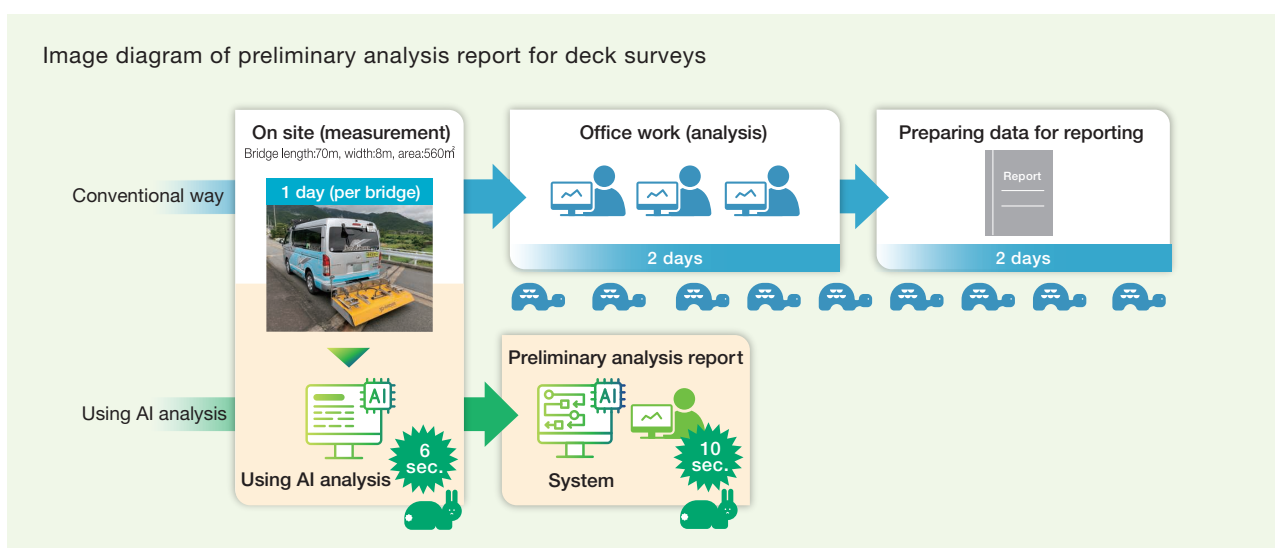 Image diagram of preliminary analysis report for deck surveys
On site (measurement)
Bridge length:70m, width:8m, area:560㎡
Office work (analysis)
Preparing data for reporting
Conventional way
1 day (per bridge)
Report
2 days
2 days
Preliminary analysis report
Using AI analysis
AI
AI
6
sec.
10
sec.
Using AI analysis
System